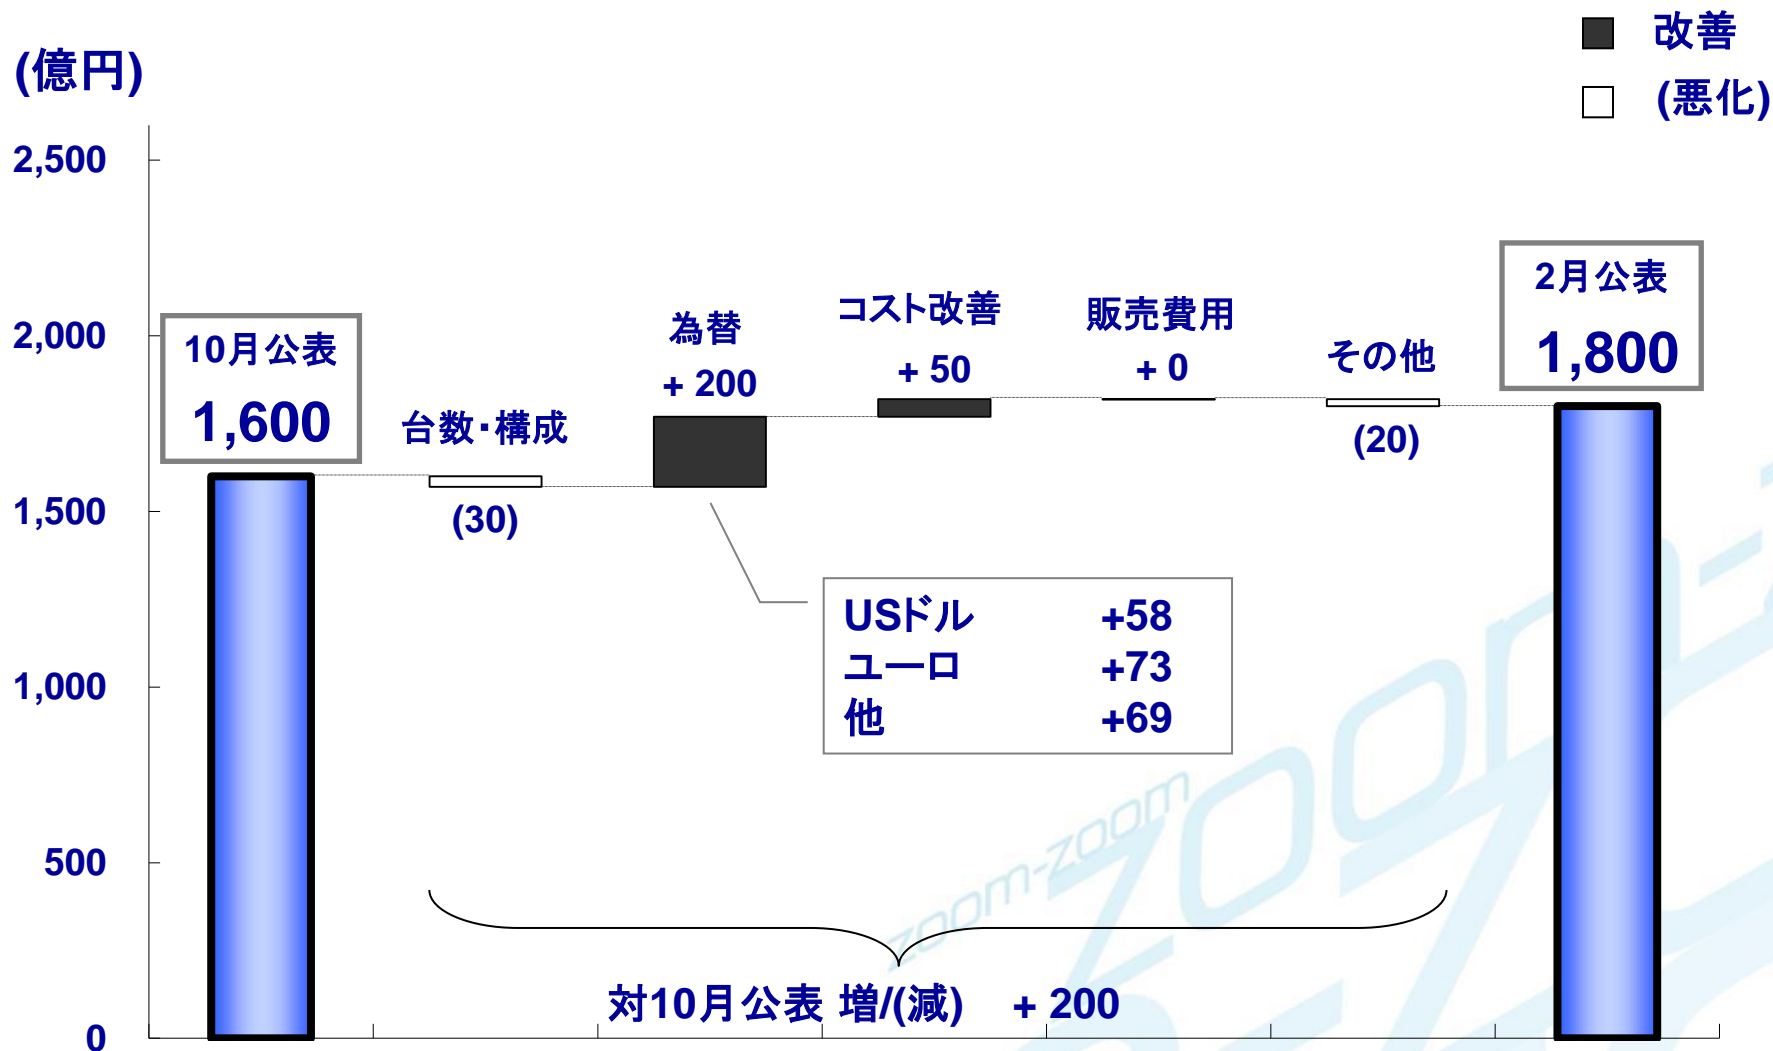 改善
(億円)
(悪化)
2,500
2月公表
1,800
コスト改善
+ 50
販売費用
+ 0
為替
+ 200
その他
(20)
2,000
10月公表
1,600
台数・構成
(30)
1,500
USドル +58
ユーロ +73
他 +69
1,000
zoom-zoom
zoom-z
500
対10月公表 増/(減) + 200
0